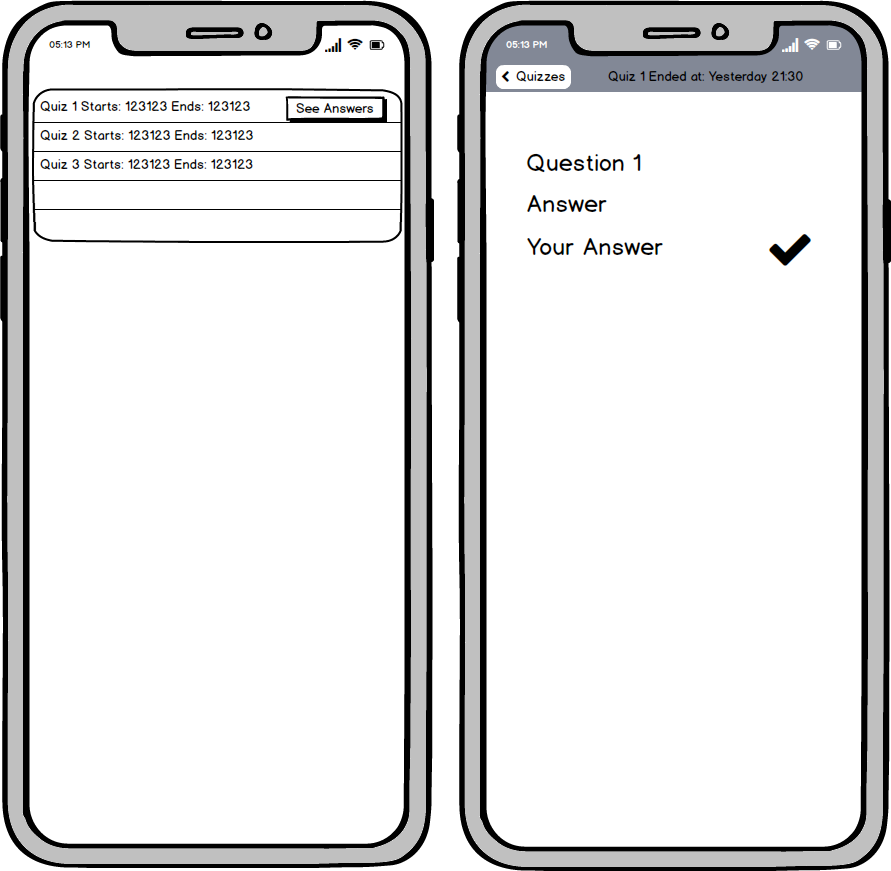 05:13 PM
Quiz 1 Starts: 123123 Ends: 123123
See Answers
Quiz 2 Starts: 123123 Ends: 123123
Quiz 3 Starts: 123123 Ends: 123123
05:13 PM
Quizzes
Quiz 1 Ended at: Yesterday 21:30
Question 1
Answer
Your Answer